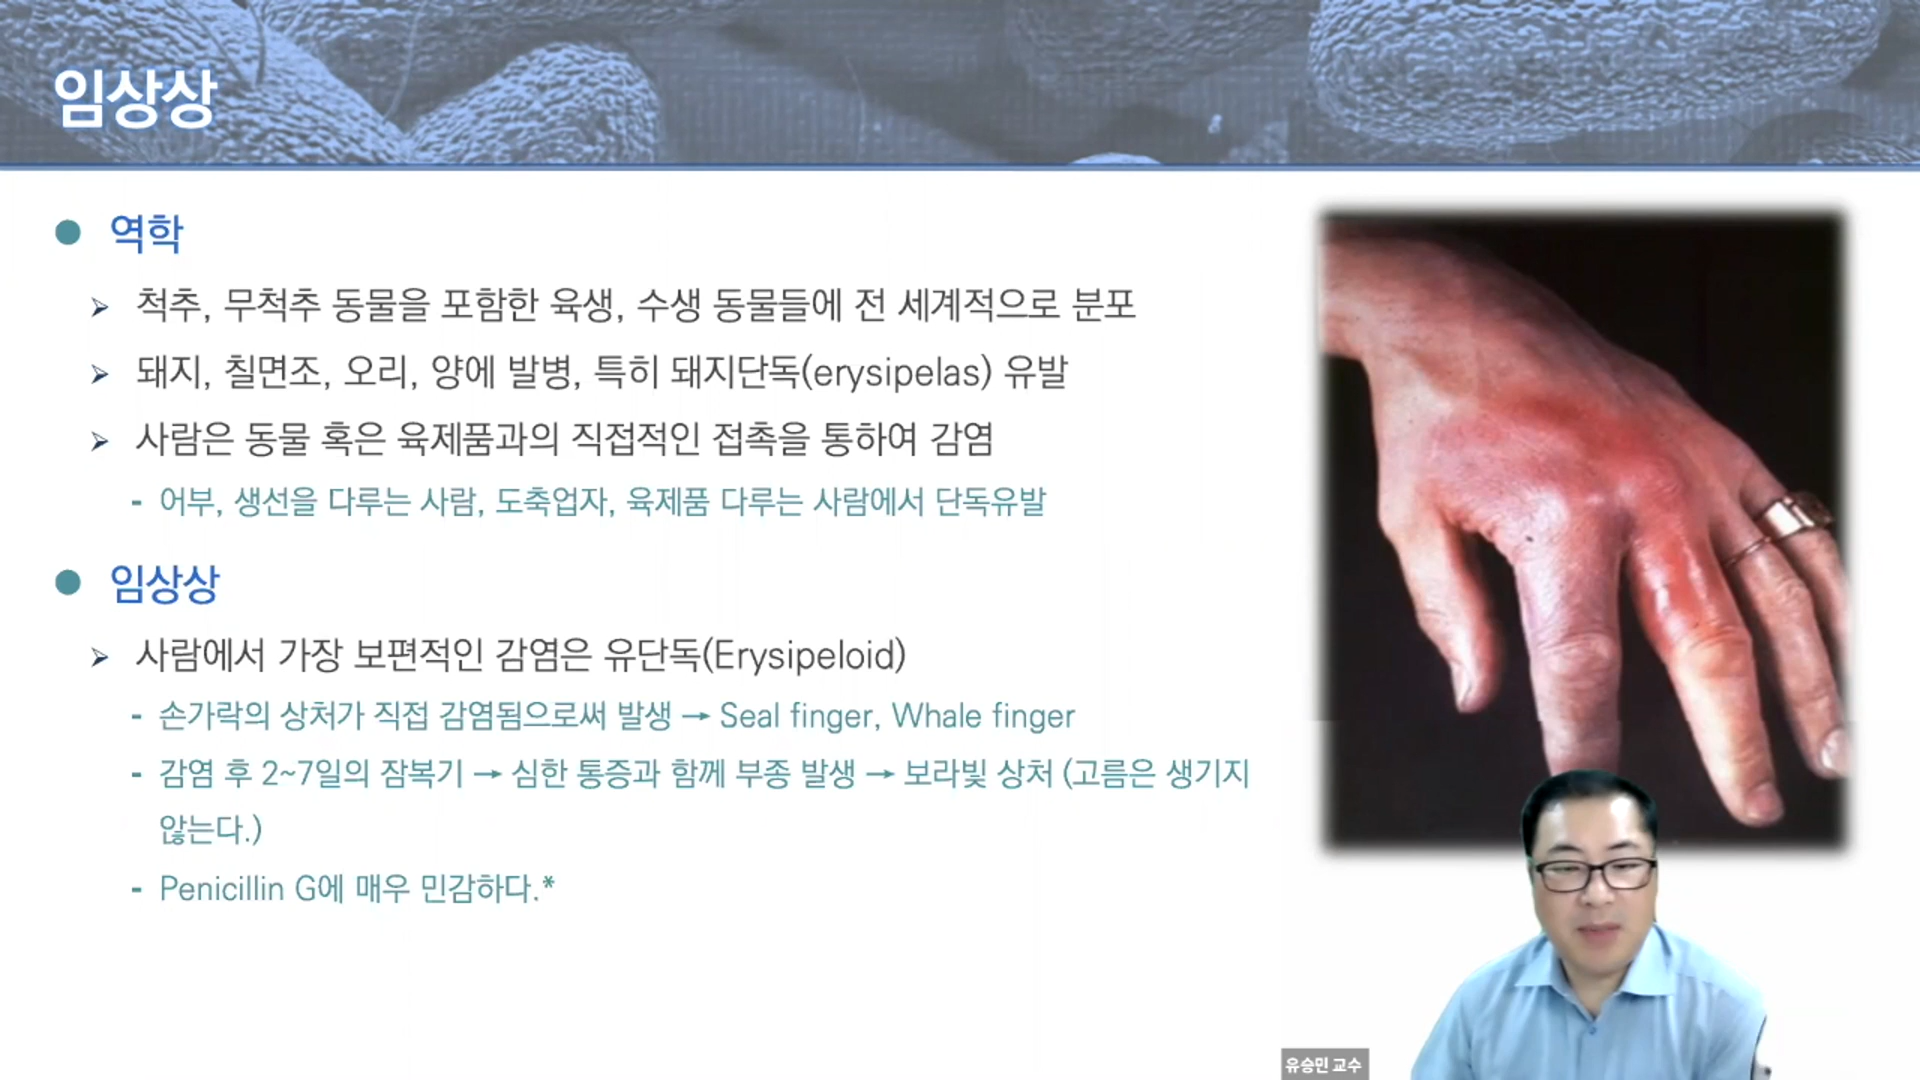 임상상
역학
척추, 무척추 동물을 포함한 육생, 수생 동물들에 전 세계적으로 분포
돼지, 칠면조, 오리, 양에 발병, 특히 돼지단독(erysipelas) 유발
사람은 동물 혹은 육제품과의 직접적인 접촉을 통하여 감염
- 어부, 생선을 다루는 사람, 도축업자, 육제품 다루는 사람에서 단독유발
임상상
사람에서 가장 보편적인 감염은 유단독(Erysipeloid)
- 손가락의 상처가 직접 감염됨으로써 발생 → Seal finger, Whale finger
- 감염 후 2~7일의 잠복기 → 심한 통증과 함께 부종 발생 → 보라빛 상처 (고름은 생기지
않는다.)
- Penicillin G에 매우 민감하다.*
유승민 교수